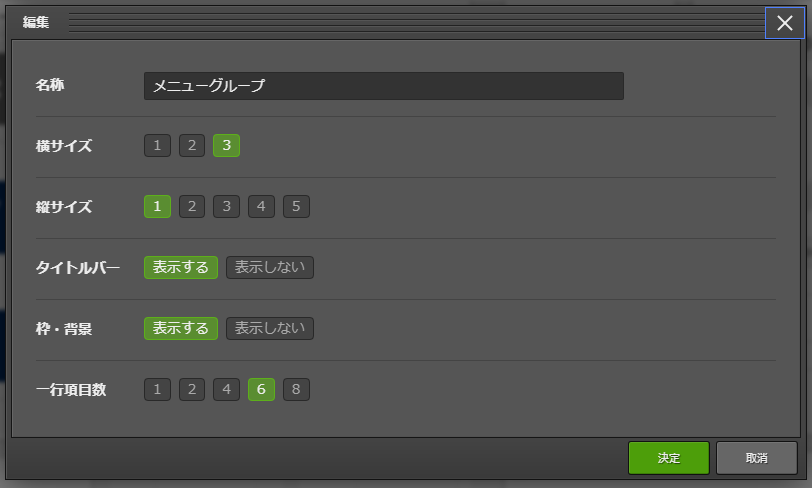 編集
名称 メニューグループ
横サイズ 1 2 3
縦サイズ 1 2 3 4 5
タイトルバー 表示する 表示しない
枠・背景 表示する 表示しない
一行項目数 1 2 4 6 8
決定 取消